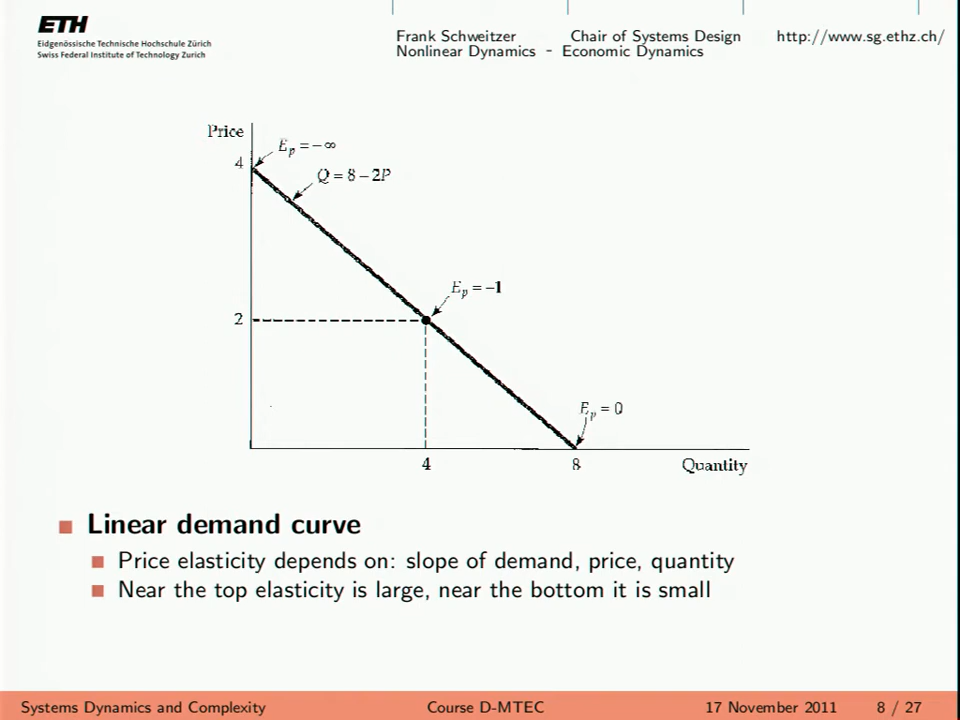 ETH
Eidgenössische Technische Hochschule Zürich
Swiss Federal Institute of Technology Zurich
Frank Schweitzer Chair of Systems Design http://www.sg.ethz.ch/
Nonlinear Dynamics - Economic Dynamics
Price
E_p = −∞
4
Q = 8 − 2P
E_p = −1
2
E_p = 0
4 8 Quantity
Linear demand curve
Price elasticity depends on: slope of demand, price, quantity
Near the top elasticity is large, near the bottom it is small
Systems Dynamics and Complexity Course D-MTEC 17 November 2011 8 / 27